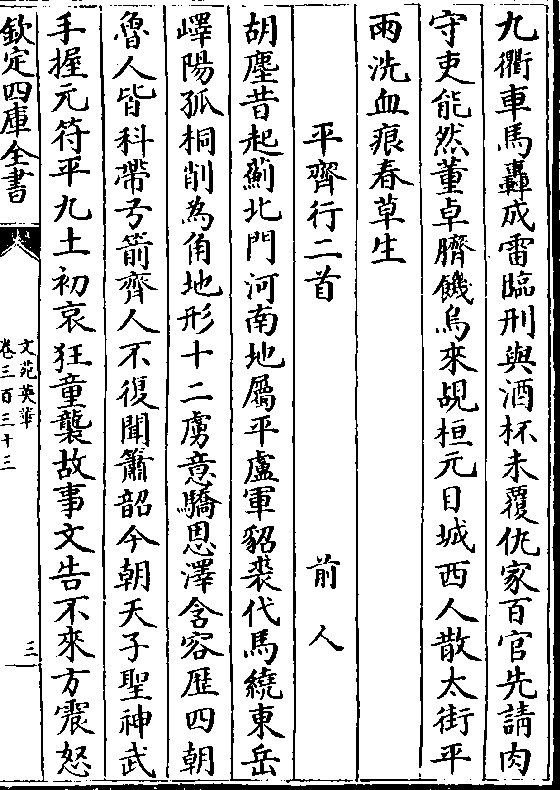 九衢車馬轟成雷臨刑與酒杯未覆仇家百官先請肉
守吏能然董卓臍饑烏來覘桓元目城西人散太街平
雨洗血痕春草生
平齊行二首 前人
胡塵昔起薊北門河南地屬平盧軍貂裘代馬繞東岳
嶧陽孤桐削為角地形十二虜意驕恩澤含容歴四朝
魯人皆科帶弓箭齊人不復聞簫韶今朝天子聖神武
手握元符平九土初哀狂童襲故事文告不來方震怒
欽定四庫全書
文苑英華
卷三百三十三
三